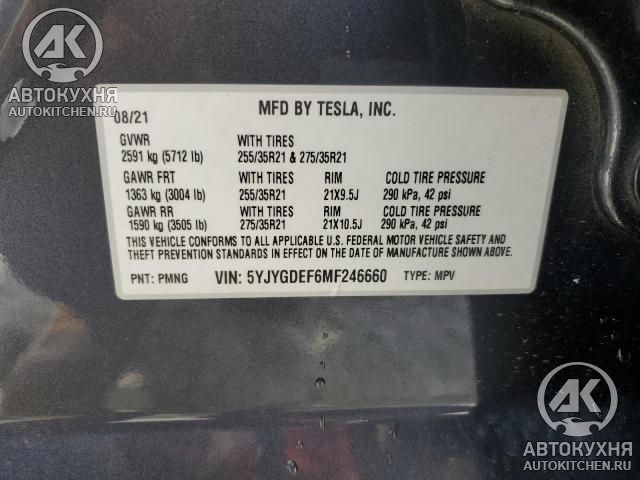 AK
АВТОКУХНЯ
AUTOKITCHEN.RU
08/21
MFD BY TESLA, INC.
GVWR WITH TIRES
2591 kg (5712 lb) 255/35R21 & 275/35R21
GAWR FRT WITH TIRES RIM COLD TIRE PRESSURE
1363 kg (3004 lb) 255/35R21 21X9.5J 290 kPa, 42 psi
GAWR RR WITH TIRES RIM COLD TIRE PRESSURE
1590 kg (3505 lb) 275/35R21 21X10.5J 290 kPa, 42 psi
THIS VEHICLE CONFORMS TO ALL APPLICABLE U.S. FEDERAL MOTOR VEHICLE SAFETY AND
THEFT PREVENTION STANDARDS IN EFFECT ON THE DATE OF MANUFACTURE SHOWN ABOVE.
PNT: PMNG VIN: 5YJYGDEF6MF246660 TYPE: MPV
AK
АВТОКУХНЯ
AUTOKITCHEN.RU